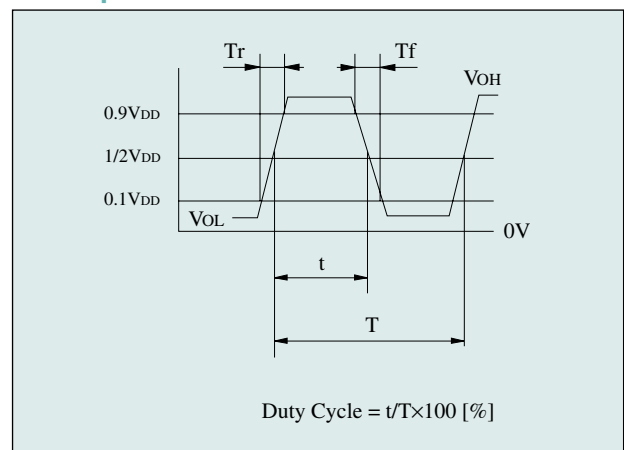 Tr Tf
VOH
0.9VDD
1/2VDD
0.1VDD
VOL
0V
t
T
Duty Cycle = t/T×100 [%]